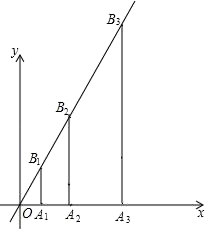 B₃
y
B₂
B₁
O A₁ A₂ A₃ x